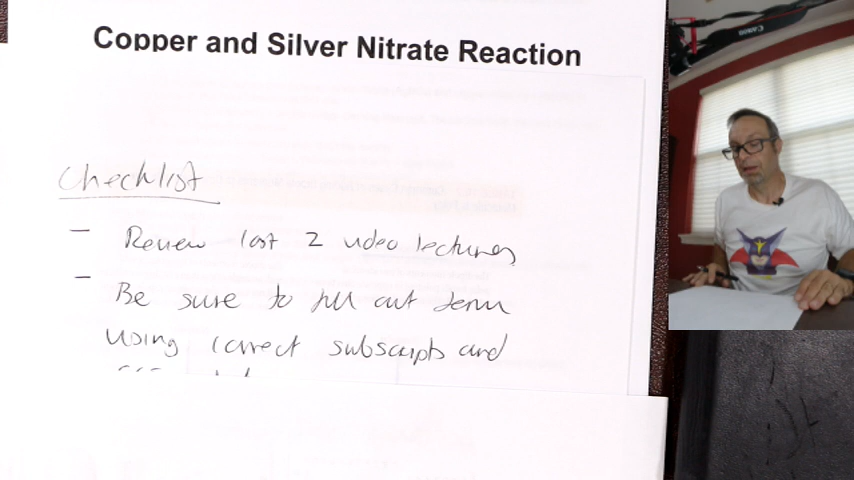 Copper and Silver Nitrate Reaction
Checklist
- Review last 2 video lectures
- Be sure to fill out
using correct subscripts and
Canon